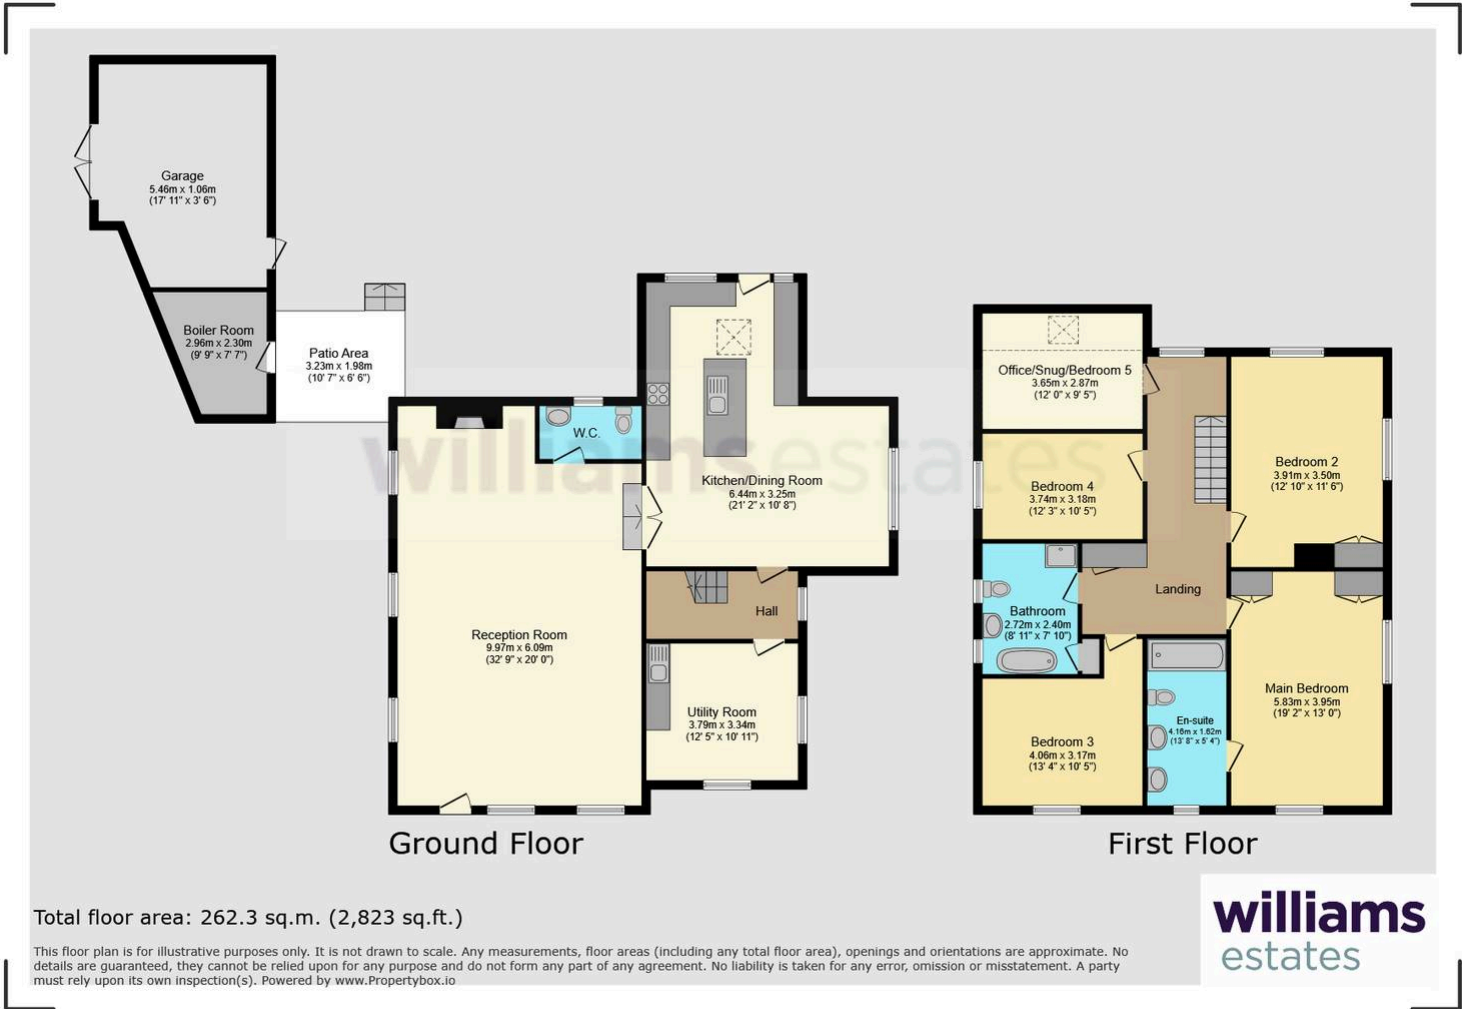 Garage
5.46m x 1.06m
(17' 11" x 3' 6")
Boiler Room
2.96m x 2.30m
(9' 9" x 7' 7")
Patio Area
3.23m x 1.98m
(10' 7" x 6' 6")
W.C.
williams estates
Kitchen/Dining Room
6.44m x 3.25m
(21' 2" x 10' 8")
Reception Room
9.97m x 6.09m
(32' 9" x 20' 0")
Hall
Utility Room
3.79m x 3.34m
(12' 5" x 10' 11")
Ground Floor
Office/Snug/Bedroom 5
3.65m x 2.87m
(12' 0" x 9' 5")
Bedroom 4
3.74m x 3.18m
(12' 3" x 10' 5")
Bedroom 2
3.91m x 3.50m
(12' 10" x 11' 6")
Bathroom
2.72m x 2.40m
(8' 11" x 7' 10")
Landing
Bedroom 3
4.06m x 3.17m
(13' 4" x 10' 5")
En-suite
4.16m x 1.62m
(13' 8" x 5' 4")
Main Bedroom
5.83m x 3.95m
(19' 2" x 13' 0")
First Floor
Total floor area: 262.3 sq.m. (2,823 sq.ft.)
This floor plan is for illustrative purposes only. It is not drawn to scale. Any measurements, floor areas (including any total floor area), openings and orientations are approximate. No
details are guaranteed, they cannot be relied upon for any purpose and do not form any part of any agreement. No liability is taken for any error, omission or misstatement. A party
must rely upon its own inspection(s). Powered by www.Propertybox.io
williams
estates